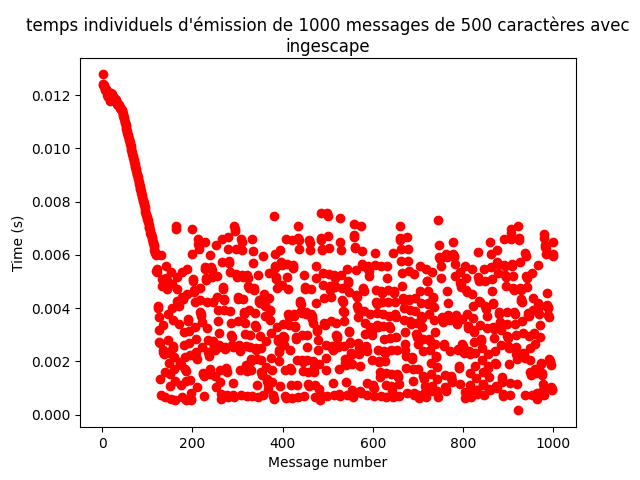 temps individuels d'émission de 1000 messages de 500 caractères avec
ingescape
0.012
0.010
0.008
0.006
0.004
0.002
0.000
Time (s)
0 200 400 600 800 1000
Message number